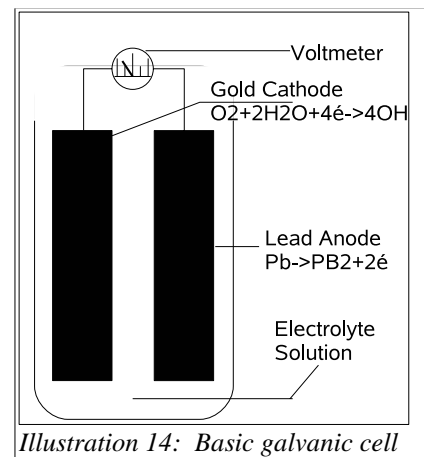 Voltmeter
Gold Cathode
O2+2H2O+4é->4OH
Lead Anode
Pb->PB2+2é
Electrolyte
Solution
Illustration 14: Basic galvanic cell